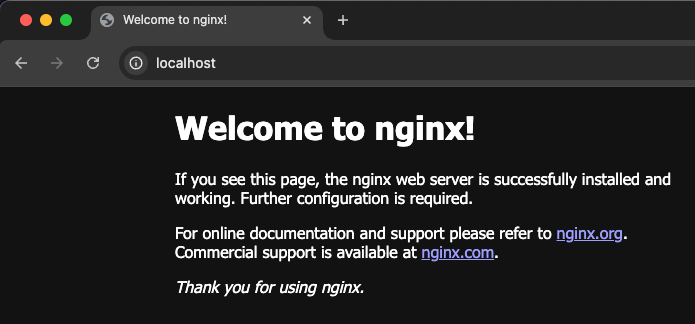 Welcome to nginx!
localhost
Welcome to nginx!
If you see this page, the nginx web server is successfully installed and
working. Further configuration is required.
For online documentation and support please refer to nginx.org.
Commercial support is available at nginx.com.
Thank you for using nginx.